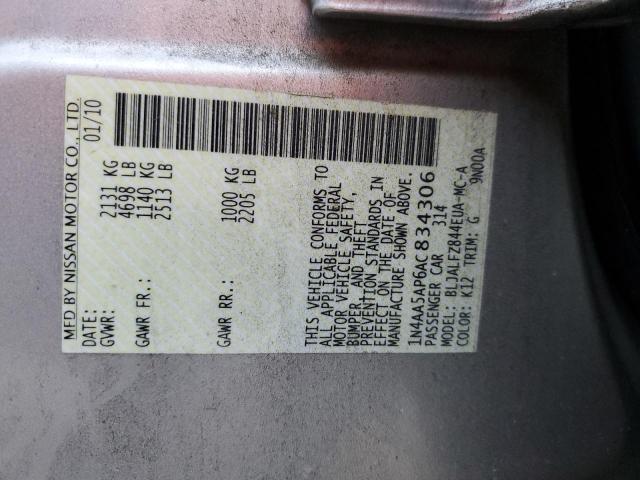 MFD BY NISSAN MOTOR CO., LTD.
DATE: 01/10
GVWR: 2131 KG
4698 LB
GAWR FR.: 1140 KG
2513 LB
GAWR RR.: 1000 KG
2205 LB
THIS VEHICLE CONFORMS TO
ALL APPLICABLE FEDERAL
MOTOR VEHICLE SAFETY,
BUMPER, AND THEFT
PREVENTION STANDARDS IN
EFFECT ON THE DATE OF
MANUFACTURE SHOWN ABOVE.
1N4AA5AP6AC834306
PASSENGER CAR 314
MODEL: BLJALFZ844EUA-MC-A
COLOR: K12 TRIM: G 9N00A